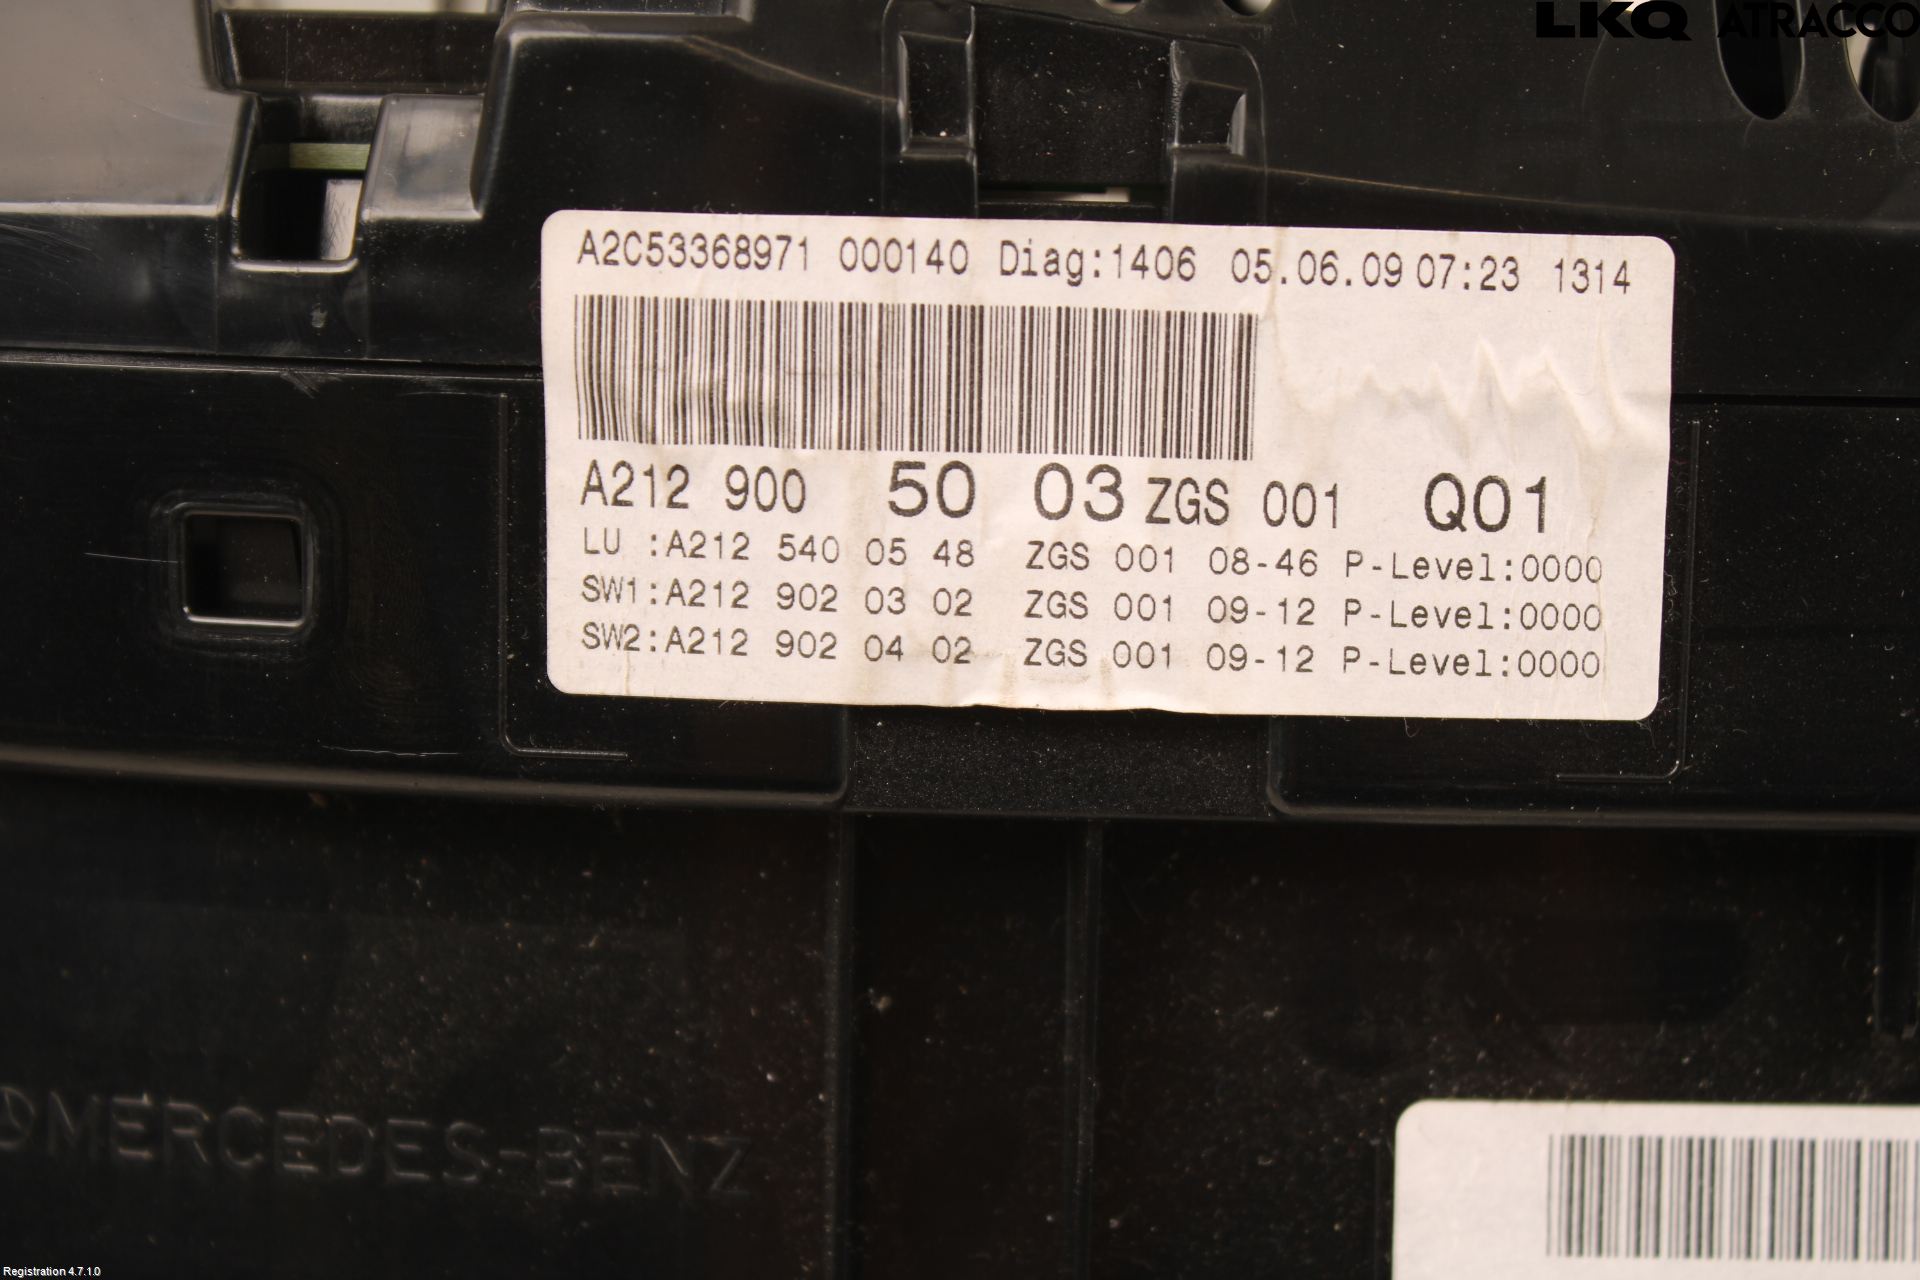 LKQ ATRACCO
A2C53368971 000140 Diag:1406 05.06.09 07:23 1314
A212 900 50 03 ZGS 001 Q01
LU :A212 540 05 48 ZGS 001 08-46 P-Level:0000
SW1:A212 902 03 02 ZGS 001 09-12 P-Level:0000
SW2:A212 902 04 02 ZGS 001 09-12 P-Level:0000
MERCEDES-BENZ
Registration 4.7.1.0